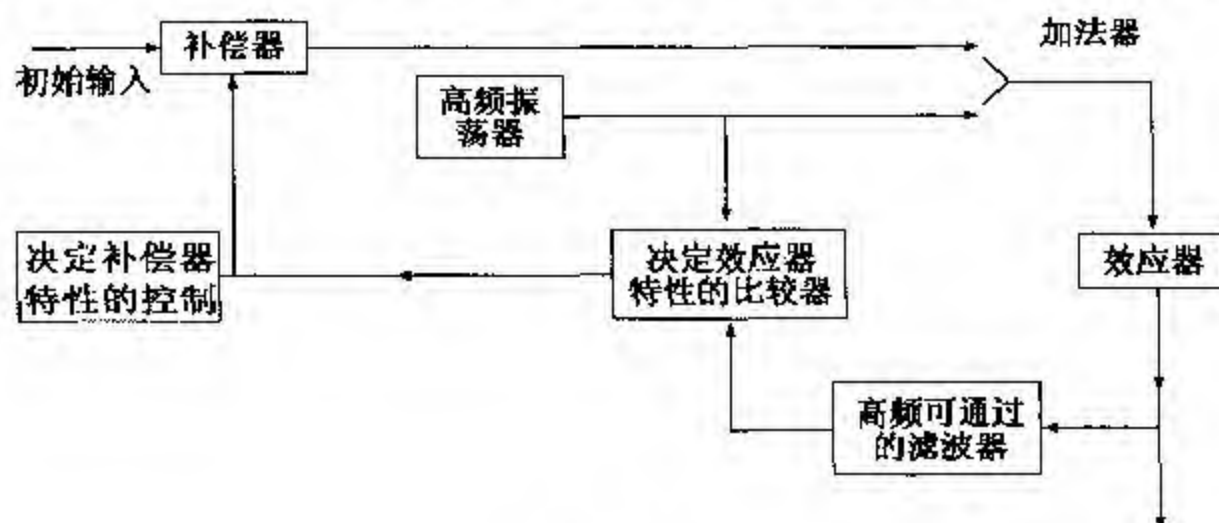 补偿器
加法器
初始输入
高频振
荡器
决定补偿器
特性的控制
决定效应器
特性的比较器
效应器
高频可通过
的滤波器